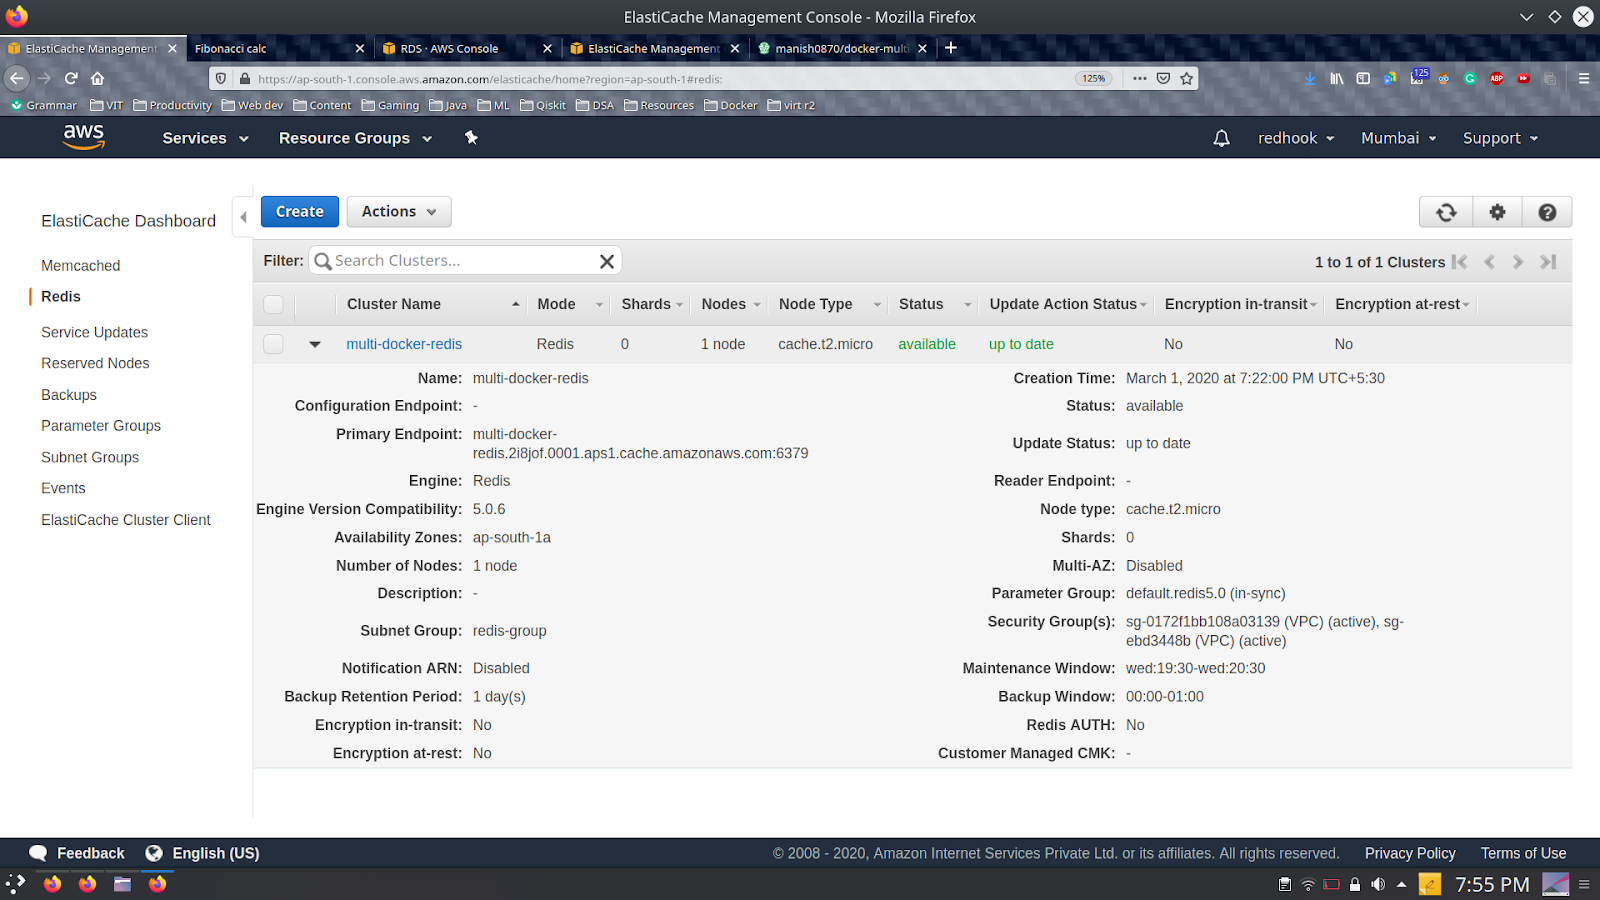 ElastiCache Management Console - Mozilla Firefox
ElastiCache Management Fibonacci calc RDS · AWS Console ElastiCache Management manish0870/docker-multi
https://ap-south-1.console.aws.amazon.com/elasticache/home?region=ap-south-1#redis: 125% 125 ABP
Grammar VIT Productivity Web dev Content Gaming Java ML Qiskit DSA Resources Docker virt r2
aws Services Resource Groups redhook Mumbai Support
ElastiCache Dashboard
Memcached
Redis
Service Updates
Reserved Nodes
Backups
Parameter Groups
Subnet Groups
Events
ElastiCache Cluster Client
Create Actions
Filter: Search Clusters... 1 to 1 of 1 Clusters
Cluster Name Mode Shards Nodes Node Type Status Update Action Status Encryption in-transit Encryption at-rest
multi-docker-redis Redis 0 1 node cache.t2.micro available up to date No No
Name: multi-docker-redis Creation Time: March 1, 2020 at 7:22:00 PM UTC+5:30
Configuration Endpoint: - Status: available
Primary Endpoint: multi-docker-
redis.2i8jof.0001.aps1.cache.amazonaws.com:6379 Update Status: up to date
Engine: Redis Reader Endpoint: -
Engine Version Compatibility: 5.0.6 Node type: cache.t2.micro
Availability Zones: ap-south-1a Shards: 0
Number of Nodes: 1 node Multi-AZ: Disabled
Description: - Parameter Group: default.redis5.0 (in-sync)
Subnet Group: redis-group Security Group(s): sg-0172f1bb108a03139 (VPC) (active), sg-
ebd3448b (VPC) (active)
Notification ARN: Disabled Maintenance Window: wed:19:30-wed:20:30
Backup Retention Period: 1 day(s) Backup Window: 00:00-01:00
Encryption in-transit: No Redis AUTH: No
Encryption at-rest: No Customer Managed CMK: -
Feedback English (US) © 2008 - 2020, Amazon Internet Services Private Ltd. or its affiliates. All rights reserved. Privacy Policy Terms of Use
7:55 PM